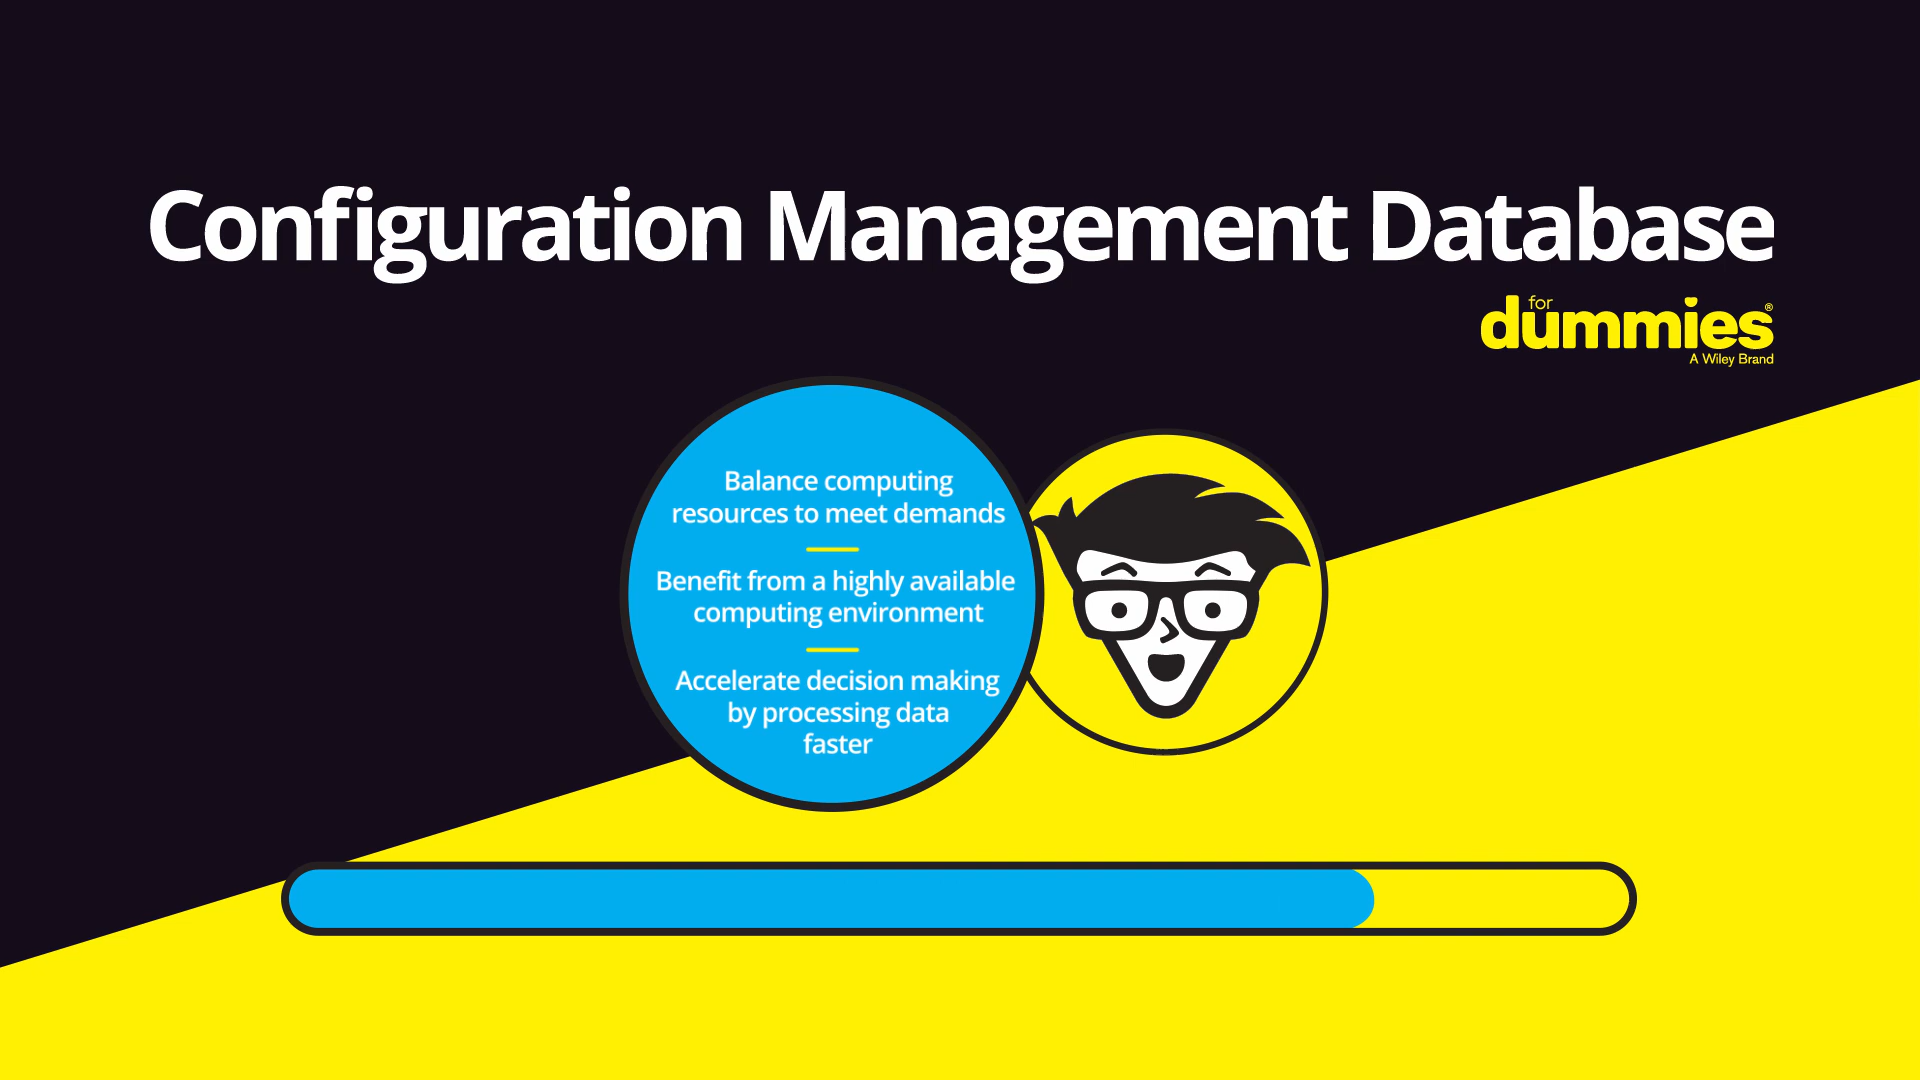 Configuration Management Database
for
dummies®
A Wiley Brand
Balance computing
resources to meet demands
Benefit from a highly available
computing environment
Accelerate decision making
by processing data
faster